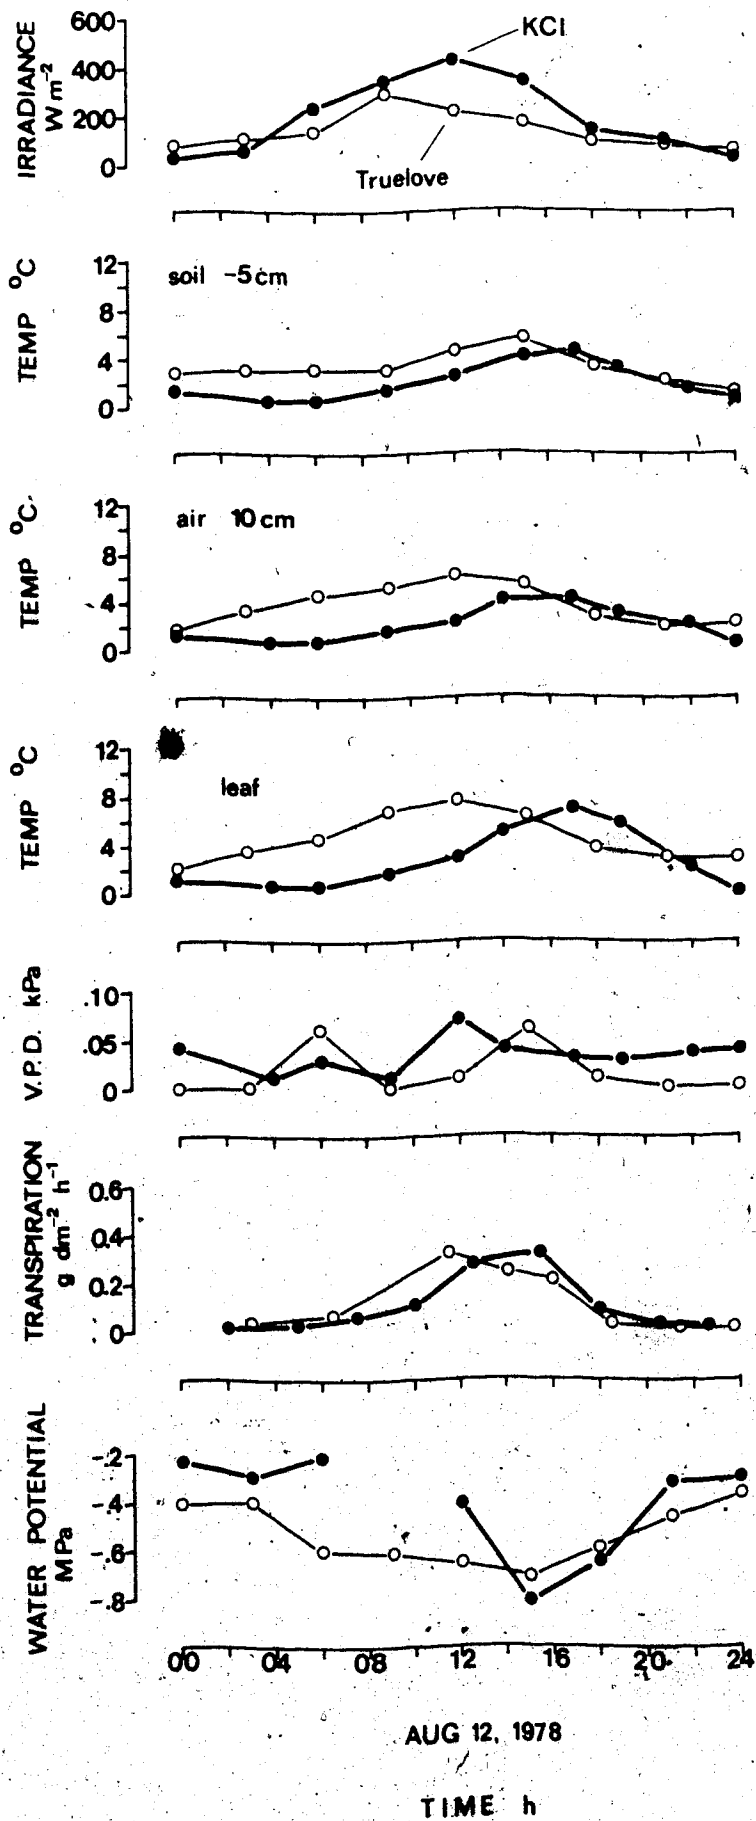 IRRADIANCE
W m⁻²
600
400
200
0
KCI
Truelove
TEMP °C
12
8
4
0
soil -5cm
TEMP °C
12
8
4
0
air 10cm
TEMP °C
12
8
4
0
leaf
V.P.D. kPa
.10
.05
0
TRANSPIRATION
g dm⁻² h⁻¹
0.6
0.4
0.2
0
WATER POTENTIAL
MPa
-.2
-.4
-.6
-.8
00 04 08 12 16 20 24
AUG 12, 1978
TIME h